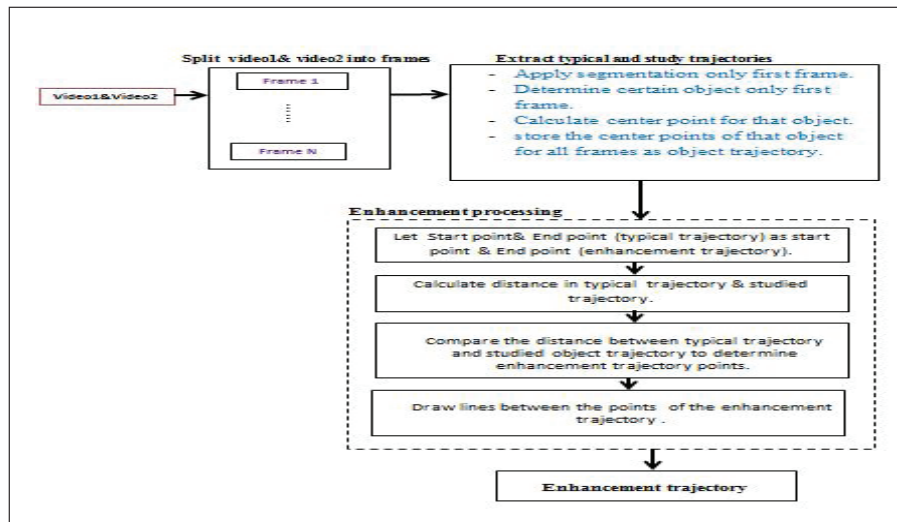 Split video1& video2 into frames
Extract typical and study trajectories
Video1&Video2
Frame 1
Frame N
- Apply segmentation only first frame.
- Determine certain object only first
frame.
- Calculate center point for that object.
- store the center points of that object
for all frames as object trajectory.
Enhancement processing
Let Start point& End point (typical trajectory) as start
point & End point (enhancement trajectory).
Calculate distance in typical trajectory & studied
trajectory.
Compare the distance between typical trajectory
and studied object trajectory to determine
enhancement trajectory points.
Draw lines between the points of the enhancement
trajectory .
Enhancement trajectory